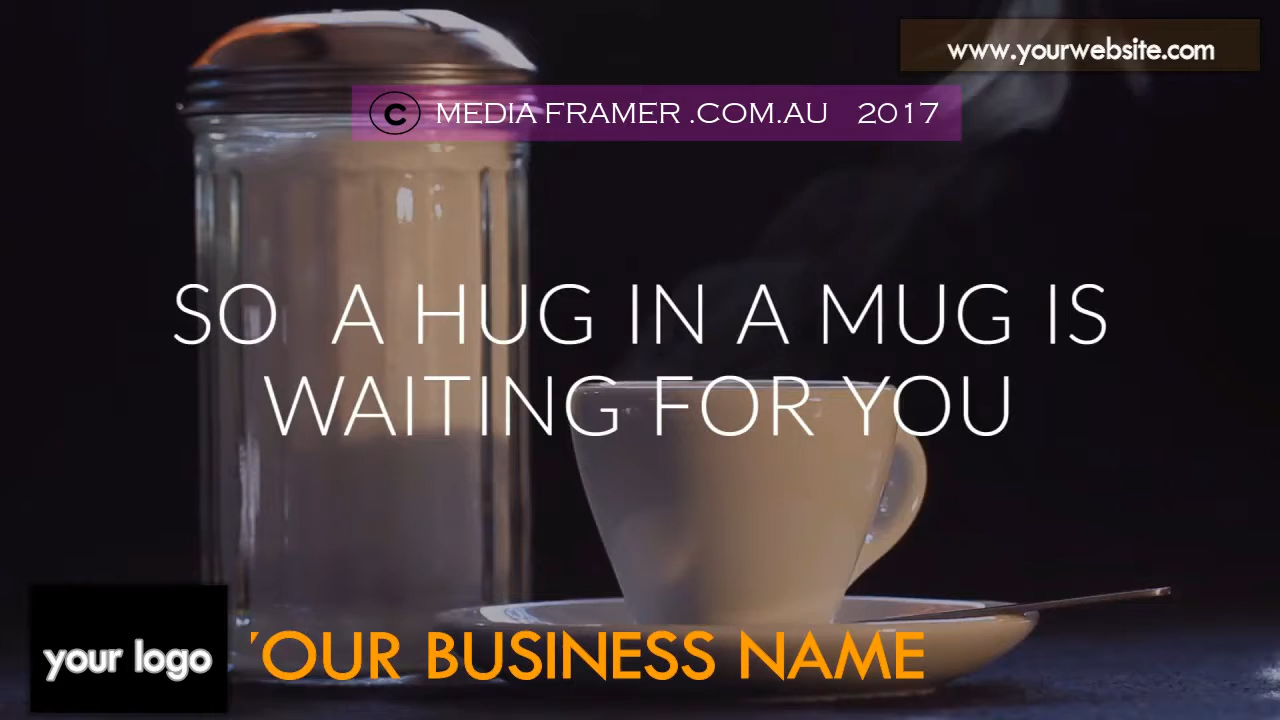 www.yourwebsite.com
© MEDIA FRAMER .COM.AU 2017
SO A HUG IN A MUG IS
WAITING FOR YOU
your logo
YOUR BUSINESS NAME